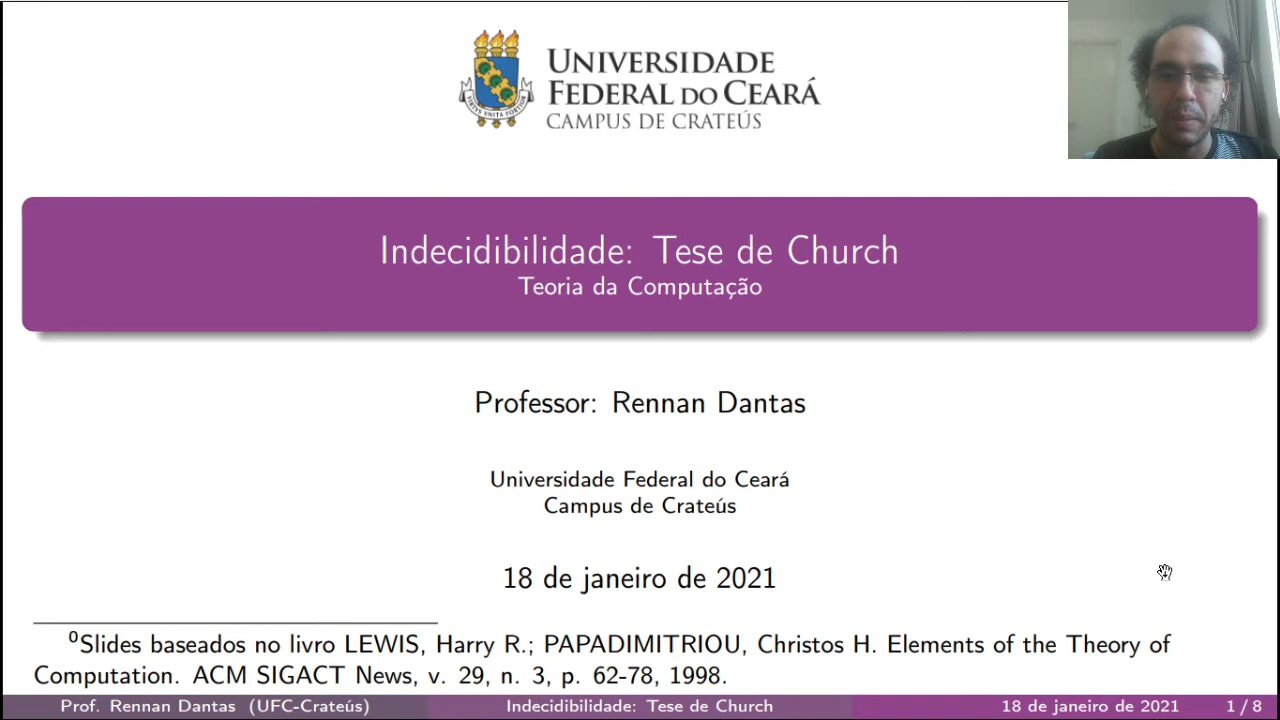 UNIVERSIDADE
FEDERAL DO CEARÁ
CAMPUS DE CRATEÚS
VIRTUS UNITA FORTIOR
Indecidibilidade: Tese de Church
Teoria da Computação
Professor: Rennan Dantas
Universidade Federal do Ceará
Campus de Crateús
18 de janeiro de 2021
⁰Slides baseados no livro LEWIS, Harry R.; PAPADIMITRIOU, Christos H. Elements of the Theory of
Computation. ACM SIGACT News, v. 29, n. 3, p. 62-78, 1998.
Prof. Rennan Dantas (UFC-Crateús) Indecidibilidade: Tese de Church 18 de janeiro de 2021 1 / 8